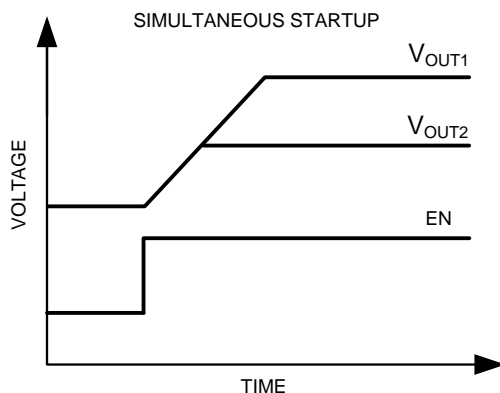 SIMULTANEOUS STARTUP
VOUT1
VOUT2
VOLTAGE
EN
TIME